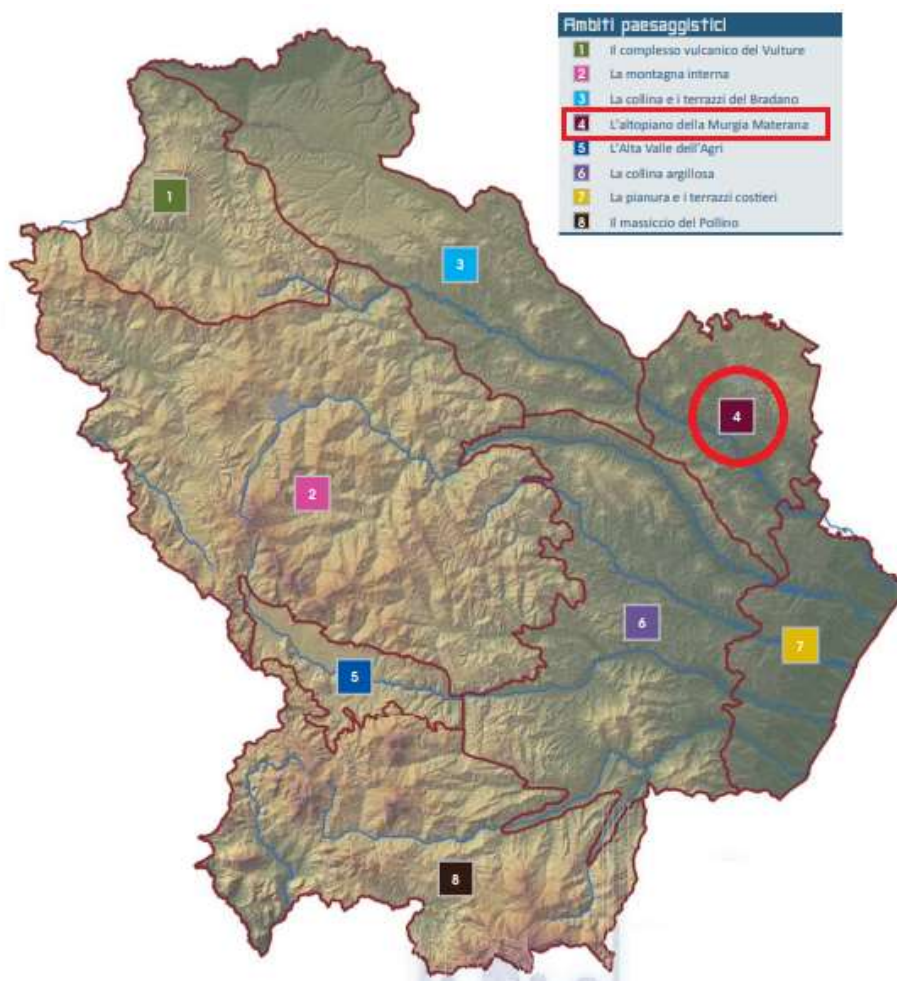 Ambiti paesaggistici
1 Il complesso vulcanico del Vulture
2 La montagna interna
3 La collina e i terrazzi del Bradano
4 L'altopiano della Murgia Materana
5 L'Alta Valle dell'Agri
6 La collina argillosa
7 La pianura e i terrazzi costieri
8 Il massiccio del Pollino
1
3
4
2
6
7
5
8